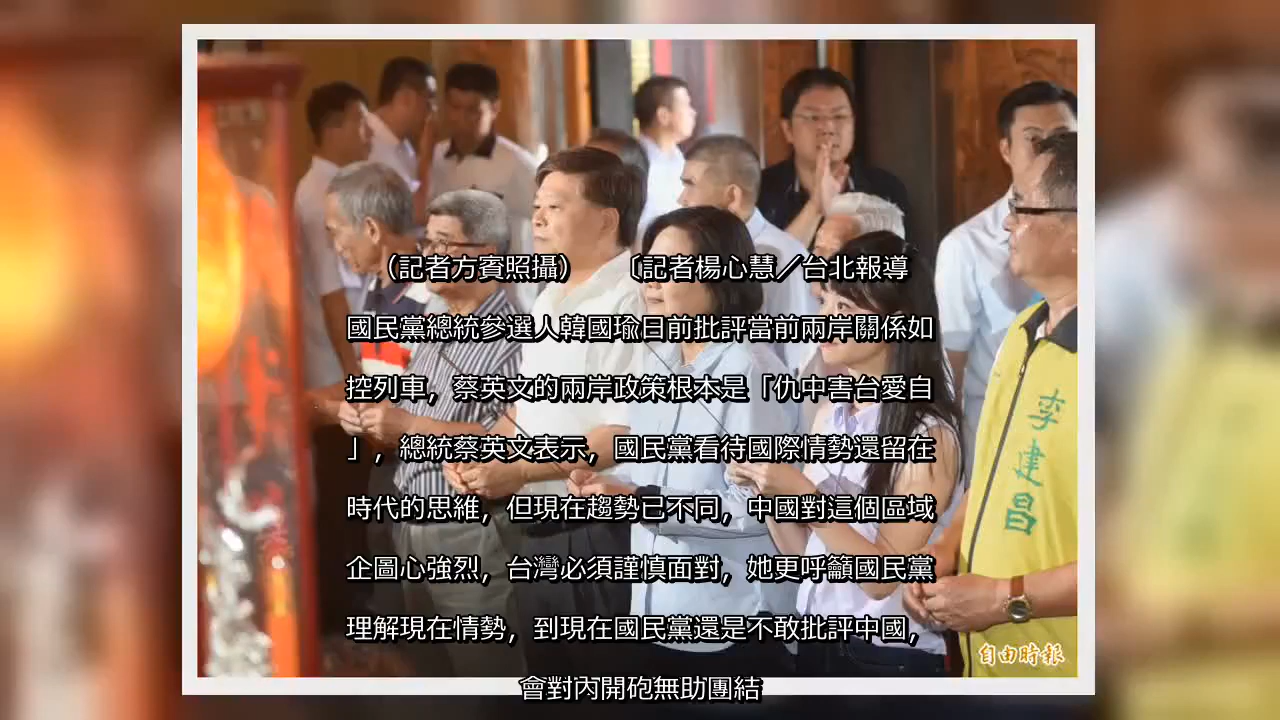 （記者方賓照攝）　〔記者楊心慧／台北報導
國民黨總統參選人韓國瑜日前批評當前兩岸關係如
控列車，蔡英文的兩岸政策根本是「仇中害台愛自
」，總統蔡英文表示，國民黨看待國際情勢還留在
時代的思維，但現在趨勢已不同，中國對這個區域
企圖心強烈，台灣必須謹慎面對，她更呼籲國民黨
理解現在情勢，到現在國民黨還是不敢批評中國，
會對內開砲無助團結
李建昌
自由時報